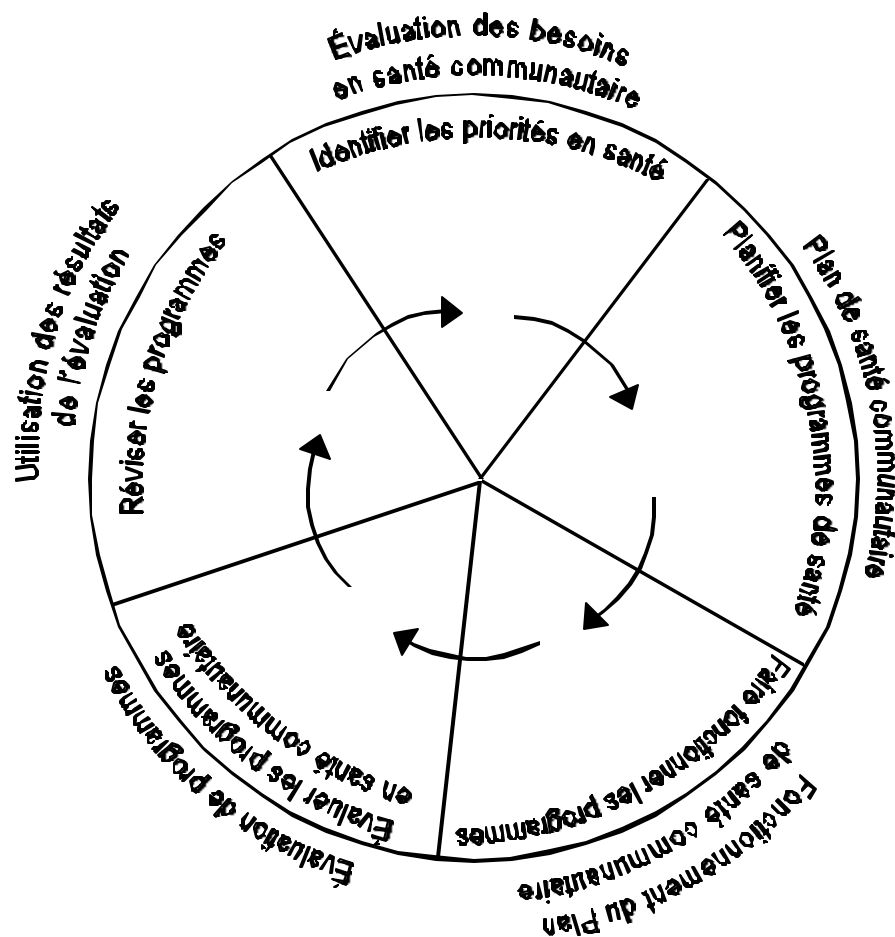 Évaluation des besoins
en santé communautaire
Identifier les priorités en santé
Plan de santé communautaire
Planifier les programmes de santé
Faire fonctionner les programmes
Fonctionnement du Plan
de santé communautaire
Évaluer les programmes
en santé communautaire
Évaluation de programmes
Utilisation des résultats
de l'évaluation
Réviser les programmes